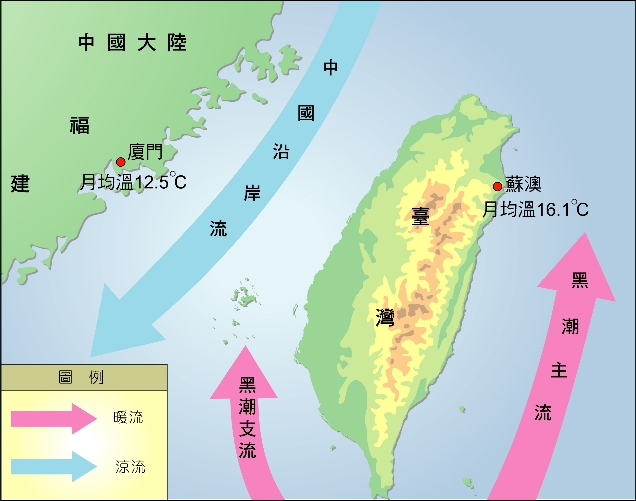 中國大陸
福建
廈門
月均溫12.5℃
中國沿岸流
臺灣
蘇澳
月均溫16.1℃
黑潮主流
黑潮支流
圖例
暖流
涼流